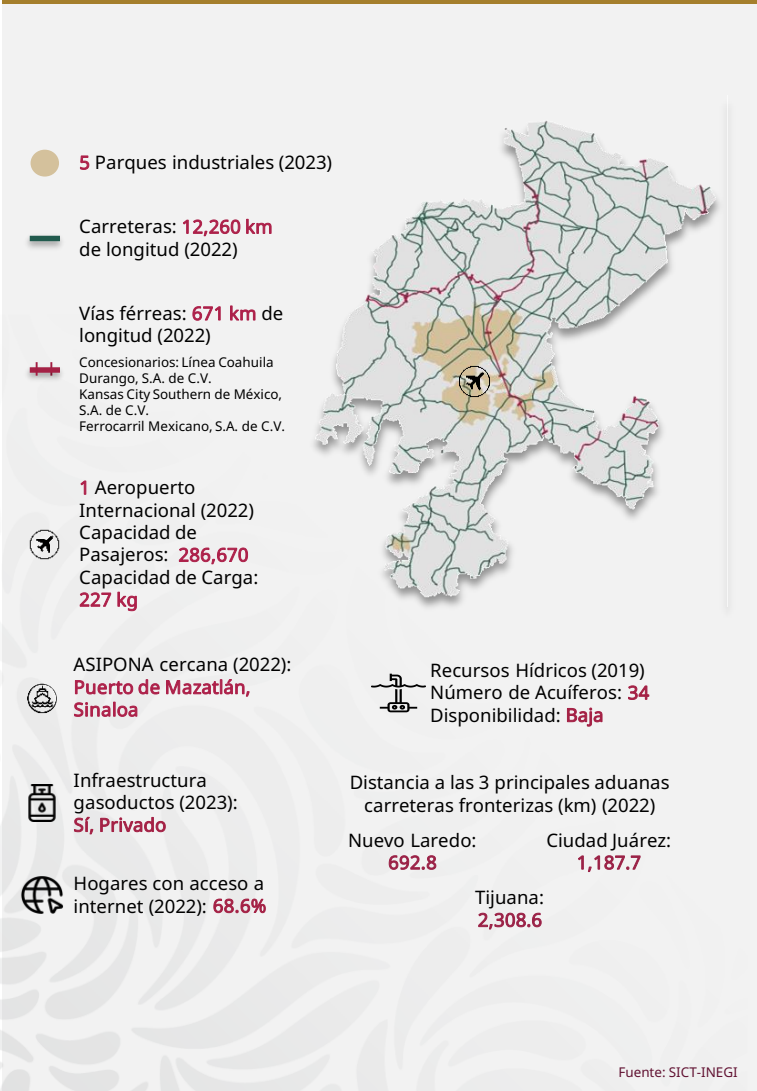 5 Parques industriales (2023)
Carreteras: 12,260 km
de longitud (2022)
Vías férreas: 671 km de
longitud (2022)
Concesionarios: Línea Coahuila
Durango, S.A. de C.V.
Kansas City Southern de México,
S.A. de C.V.
Ferrocarril Mexicano, S.A. de C.V.
1 Aeropuerto
Internacional (2022)
Capacidad de
Pasajeros: 286,670
Capacidad de Carga:
227 kg
ASIPONA cercana (2022):
Puerto de Mazatlán,
Sinaloa
Recursos Hídricos (2019)
Número de Acuíferos: 34
Disponibilidad: Baja
Infraestructura
gasoductos (2023):
Sí, Privado
Hogares con acceso a
internet (2022): 68.6%
Distancia a las 3 principales aduanas
carreteras fronterizas (km) (2022)
Nuevo Laredo:
692.8
Ciudad Juárez:
1,187.7
Tijuana:
2,308.6
Fuente: SICT-INEGI